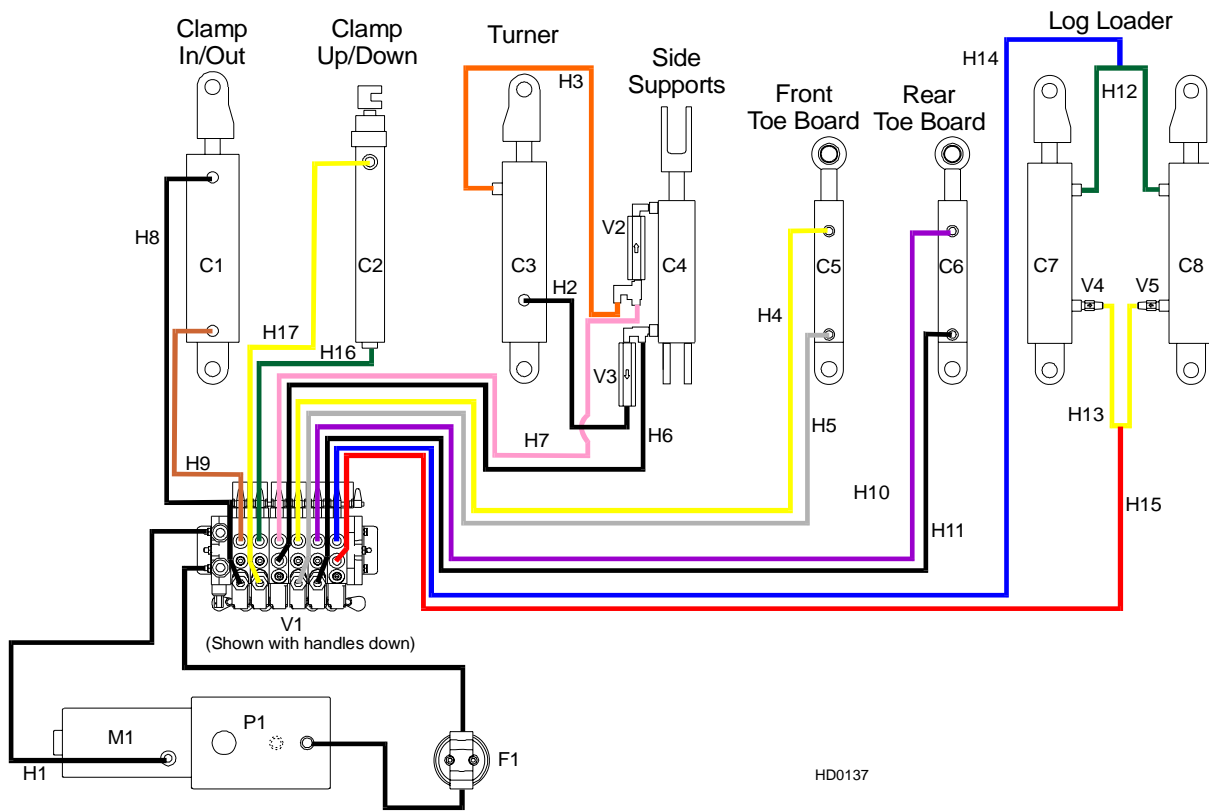 Clamp
In/Out
Clamp
Up/Down
Turner
Side
Supports
Front
Toe Board
Rear
Toe Board
Log Loader
H14
H3
H12
H8
V2
C1
C2
C3
C4
C5
C6
C7
C8
V4
V5
H2
H4
H17
H16
V3
H13
H7
H6
H5
H9
H10
H11
H15
V1
(Shown with handles down)
M1
P1
F1
H1
HD0137